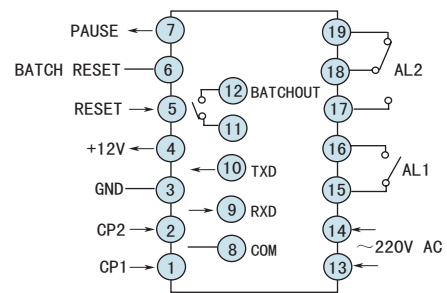 PAUSE 7 19
BATCH RESET 6 12 BATCHOUT 18 AL2
RESET 5 11 17
+12V 4 16
10 TXD AL1
GND 3 15
9 RXD
CP2 2 14
8 COM ~220V AC
CP1 1 13